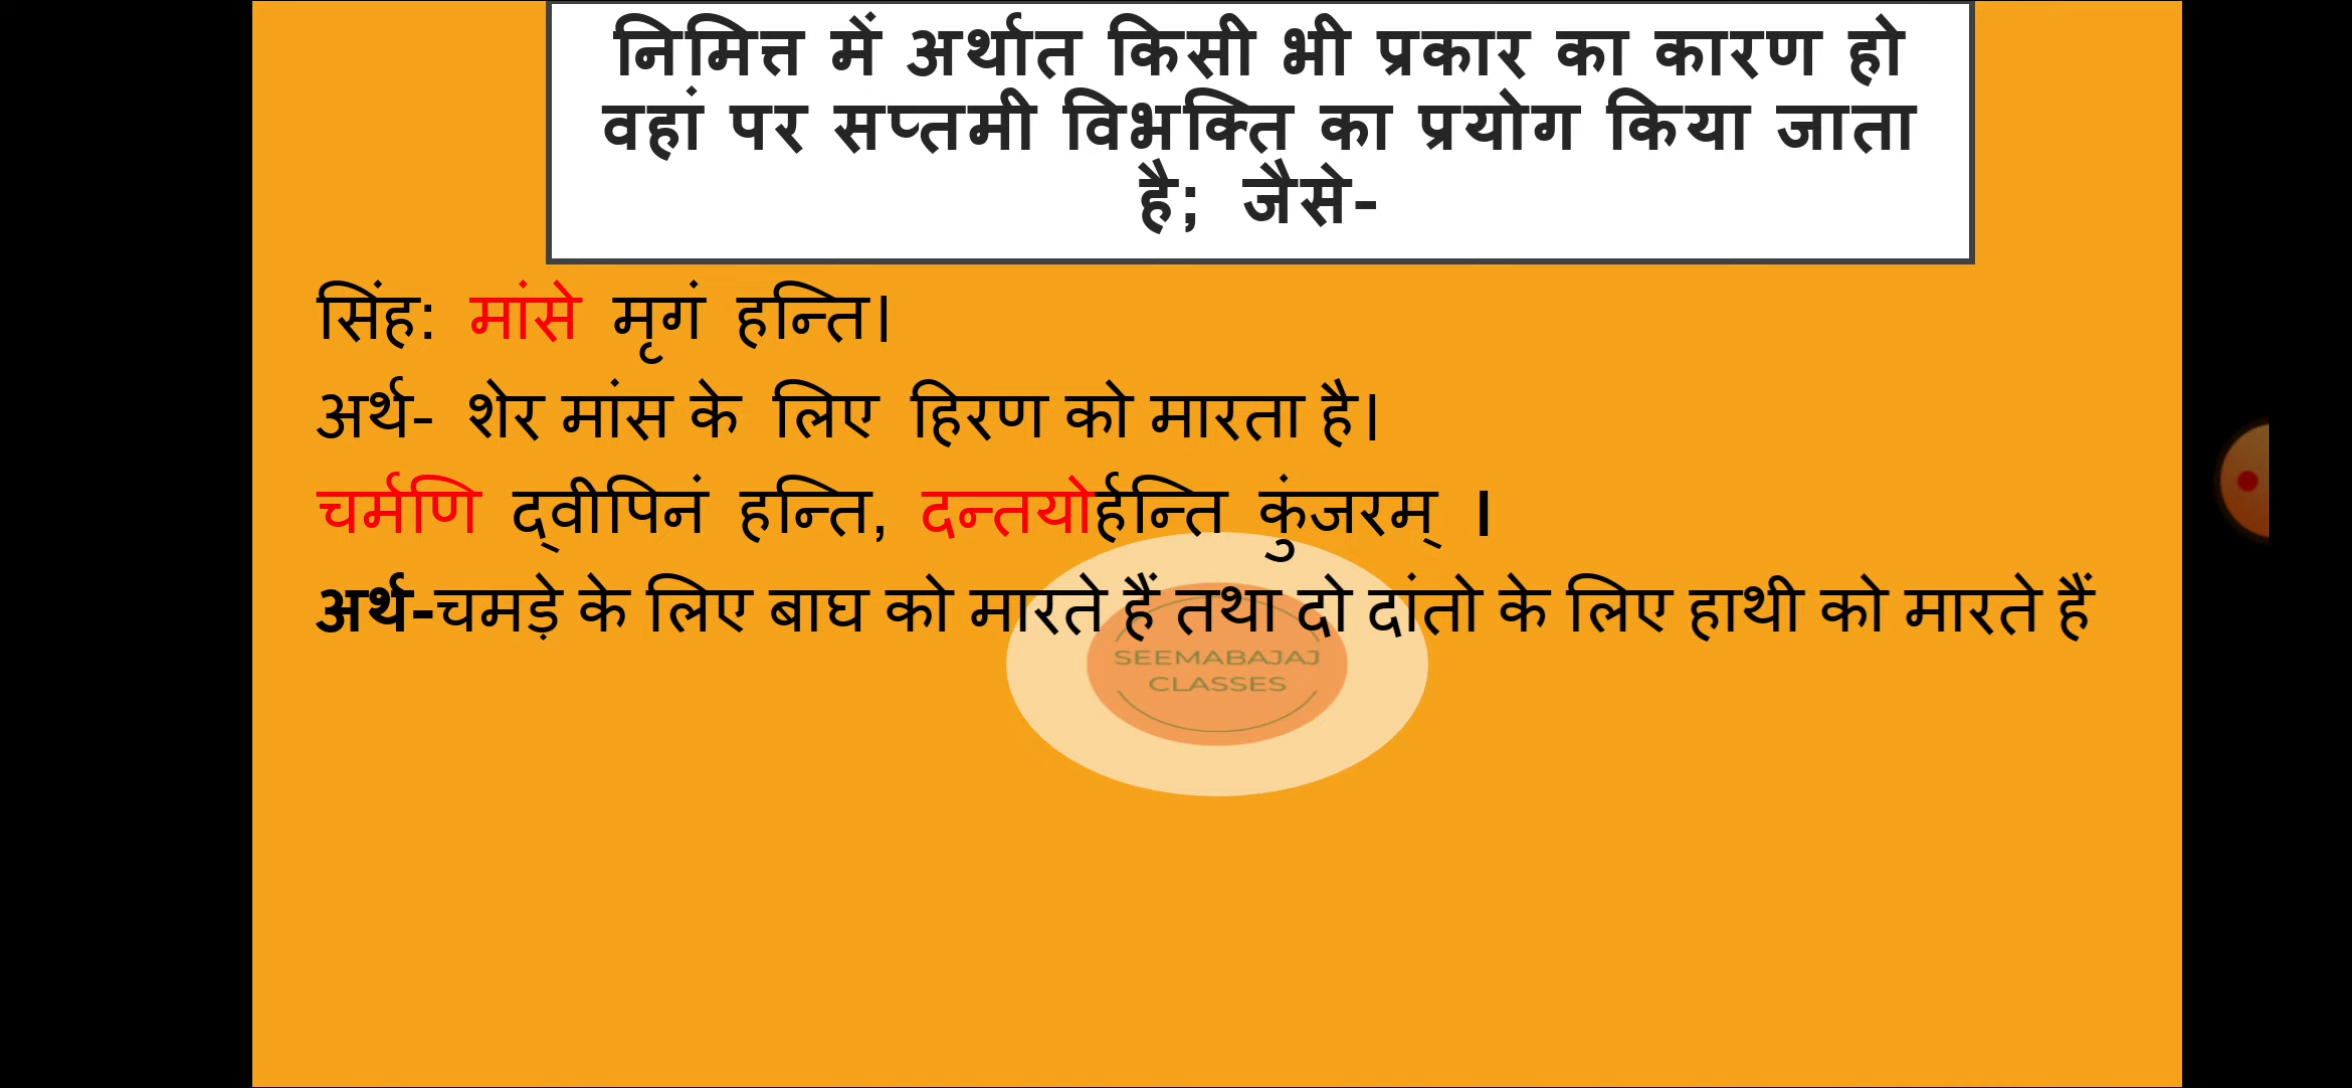 निमित्त में अर्थात किसी भी प्रकार का कारण हो
वहां पर सप्तमी विभक्ति का प्रयोग किया जाता
है; जैसे-
सिंह: मांसे मृगं हन्ति।
अर्थ- शेर मांस के लिए हिरण को मारता है।
चर्मणि द्वीपिनं हन्ति, दन्तयोर्हन्ति कुंजरम् ।
अर्थ-चमड़े के लिए बाघ को मारते हैं तथा दो दांतो के लिए हाथी को मारते हैं
SEEMABAJAJ
CLASSES